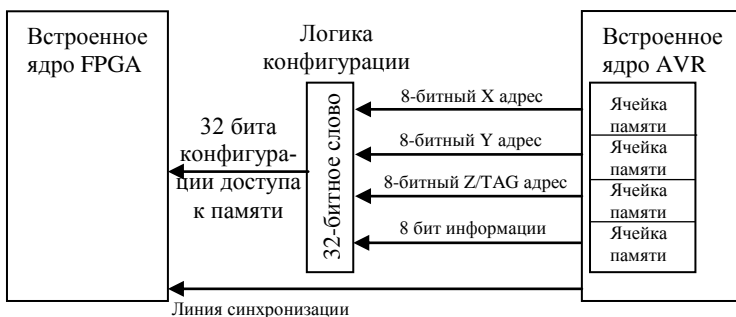 Встроенное
ядро FPGA
Логика
конфигурации
Встроенное
ядро AVR
32 бита
конфигура-
ции доступа
к памяти
32-битное слово
8-битный X адрес
8-битный Y адрес
8-битный Z/TAG адрес
8 бит информации
Ячейка
памяти
Ячейка
памяти
Ячейка
памяти
Ячейка
памяти
Линия синхронизации